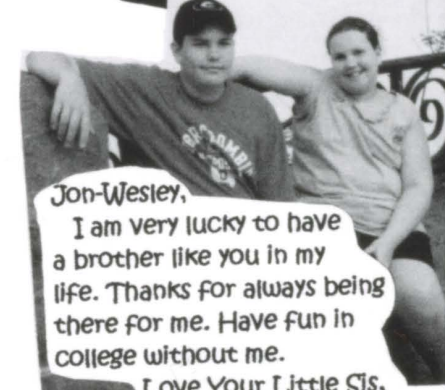 Jon-Wesley,
I am very lucky to have
a brother like you in my
life. Thanks for always being
there for me. Have fun in
college without me.
Love Your Little Sis,